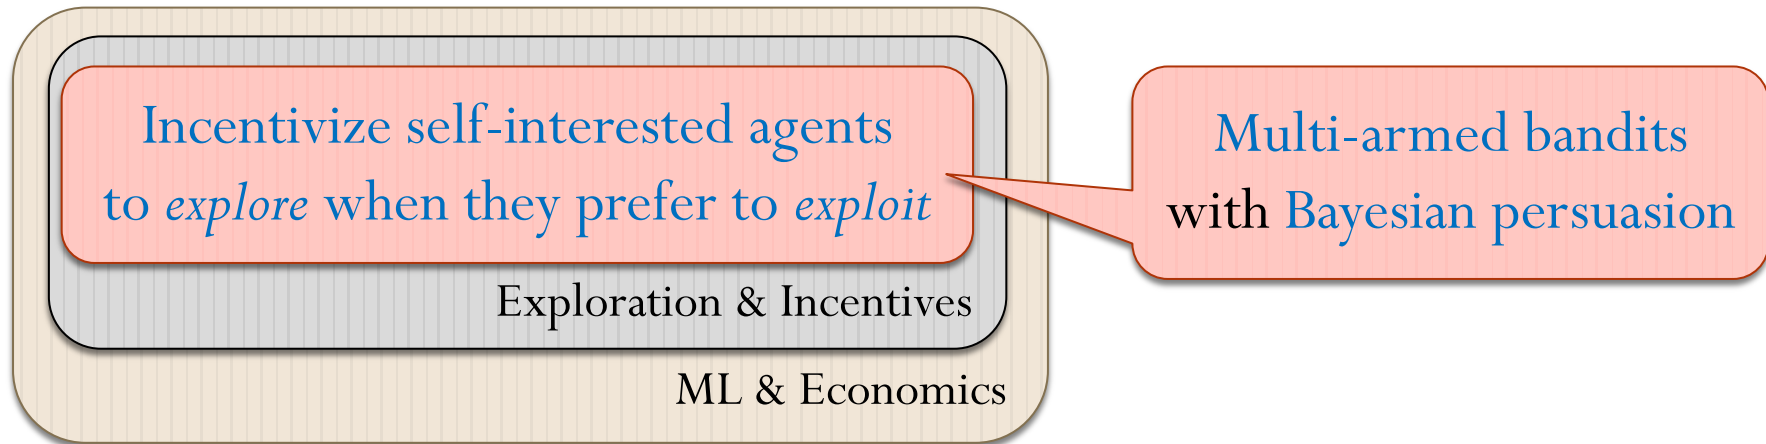 Incentivize self-interested agents
to explore when they prefer to exploit
Exploration & Incentives
ML & Economics
Multi-armed bandits
with Bayesian persuasion